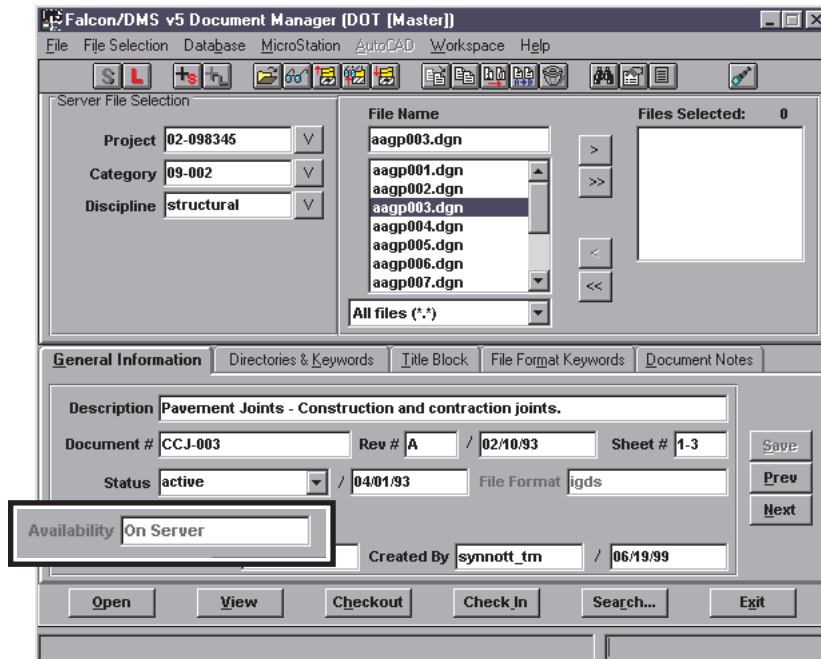 Falcon/DMS v5 Document Manager (DOT [Master])
File File Selection Database MicroStation AutoCAD Workspace Help
S L +s +L
Server File Selection
Project 02-098345 V
Category 09-002 V
Discipline structural V
File Name
aagp003.dgn
aagp001.dgn
aagp002.dgn
aagp003.dgn
aagp004.dgn
aagp005.dgn
aagp006.dgn
aagp007.dgn
All files (*.*)
>
>>
<
<<
Files Selected: 0
General Information Directories & Keywords Title Block File Format Keywords Document Notes
Description Pavement Joints - Construction and contraction joints.
Document # CCJ-003 Rev # A / 02/10/93 Sheet # 1-3
Status active / 04/01/93 File Format igds
Availability On Server
Created By synnott_tm / 06/19/99
Save
Prev
Next
Open View Checkout Check In Search... Exit